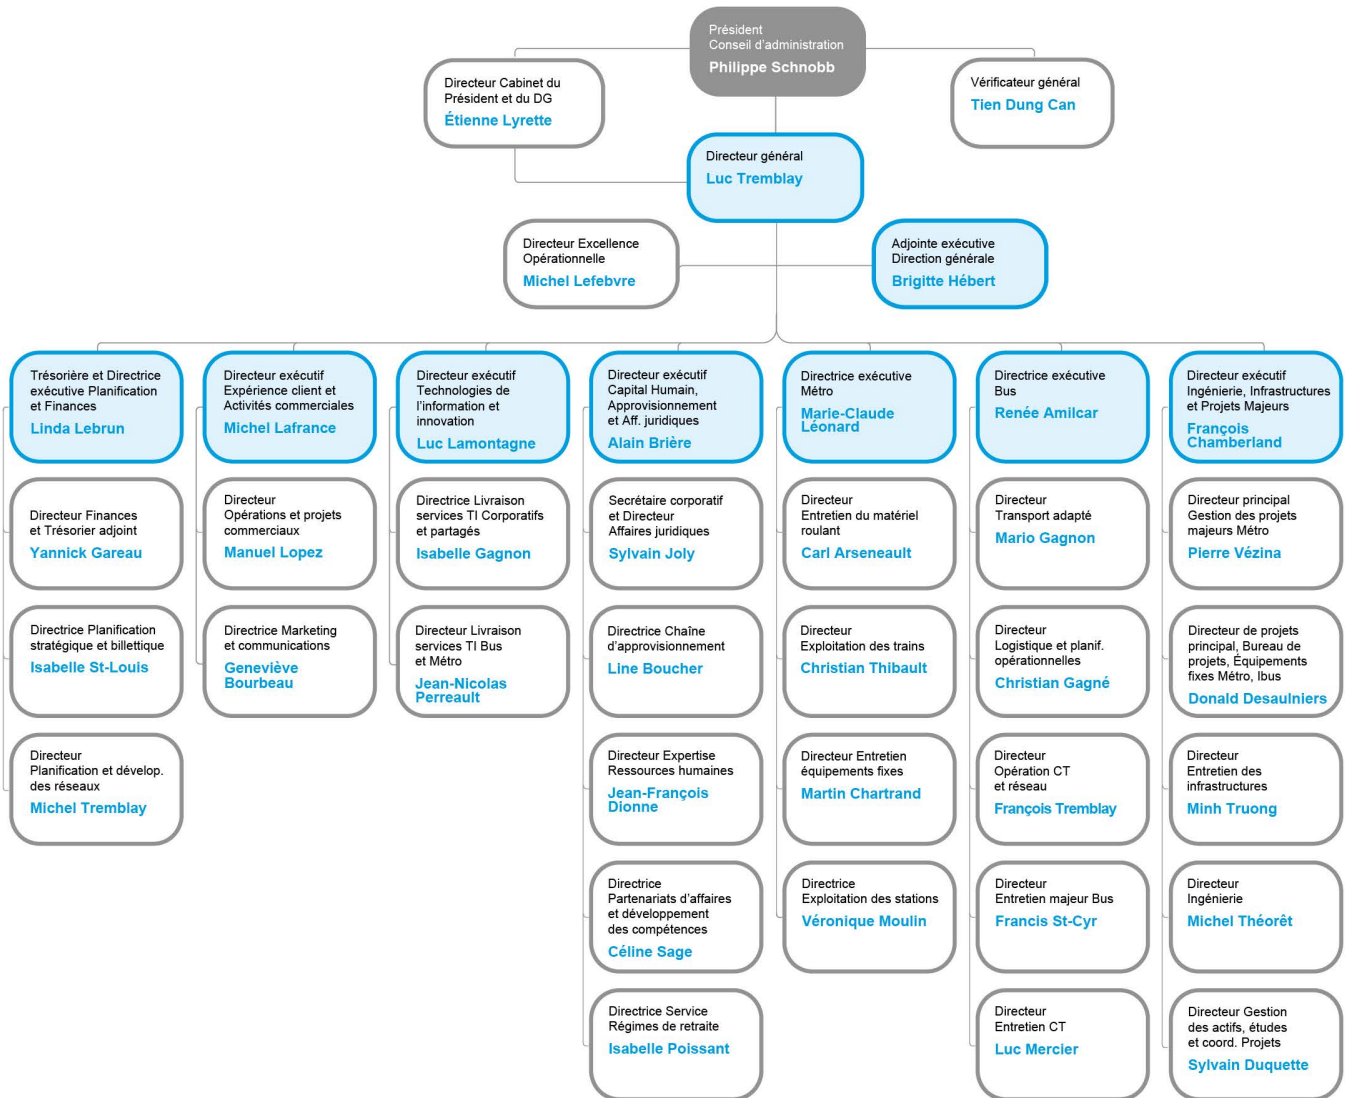 Président
Conseil d'administration
Philippe Schnobb
Directeur Cabinet du
Président et du DG
Étienne Lyrette
Vérificateur général
Tien Dung Can
Directeur général
Luc Tremblay
Directeur Excellence
Opérationnelle
Michel Lefebvre
Adjointe exécutive
Direction générale
Brigitte Hébert
Trésorière et Directrice
exécutive Planification
et Finances
Linda Lebrun
Directeur exécutif
Expérience client et
Activités commerciales
Michel Lafrance
Directeur exécutif
Technologies de
l'information et
innovation
Luc Lamontagne
Directeur exécutif
Capital Humain,
Approvisionnement
et Aff. juridiques
Alain Brière
Directrice exécutive
Métro
Marie-Claude
Léonard
Directrice exécutive
Bus
Renée Amilcar
Directeur exécutif
Ingénierie, Infrastructures
et Projets Majeurs
François
Chamberland
Directeur Finances
et Trésorier adjoint
Yannick Gareau
Directeur
Opérations et projets
commerciaux
Manuel Lopez
Directrice Livraison
services TI Corporatifs
et partagés
Isabelle Gagnon
Secrétaire corporatif
et Directeur
Affaires juridiques
Sylvain Joly
Directeur
Entretien du matériel
roulant
Carl Arseneault
Directeur
Transport adapté
Mario Gagnon
Directeur principal
Gestion des projets
majeurs Métro
Pierre Vézina
Directrice Planification
stratégique et billettique
Isabelle St-Louis
Directrice Marketing
et communications
Geneviève
Bourbeau
Directeur Livraison
services TI Bus
et Métro
Jean-Nicolas
Perreault
Directrice Chaîne
d'approvisionnement
Line Boucher
Directeur
Exploitation des trains
Christian Thibault
Directeur
Logistique et planif.
opérationnelles
Christian Gagné
Directeur de projets
principal, Bureau de
projets, Équipements
fixes Métro, Ibus
Donald Desaulniers
Directeur
Planification et dévelop.
des réseaux
Michel Tremblay
Directeur Expertise
Ressources humaines
Jean-François
Dionne
Directeur Entretien
équipements fixes
Martin Chartrand
Directeur
Opération CT
et réseau
François Tremblay
Directeur
Entretien des
infrastructures
Minh Truong
Directrice
Partenariats d'affaires
et développement
des compétences
Céline Sage
Directrice
Exploitation des stations
Véronique Moulin
Directeur
Entretien majeur Bus
Francis St-Cyr
Directeur
Ingénierie
Michel Théorêt
Directrice Service
Régimes de retraite
Isabelle Poissant
Directeur
Entretien CT
Luc Mercier
Directeur Gestion
des actifs, études
et coord. Projets
Sylvain Duquette